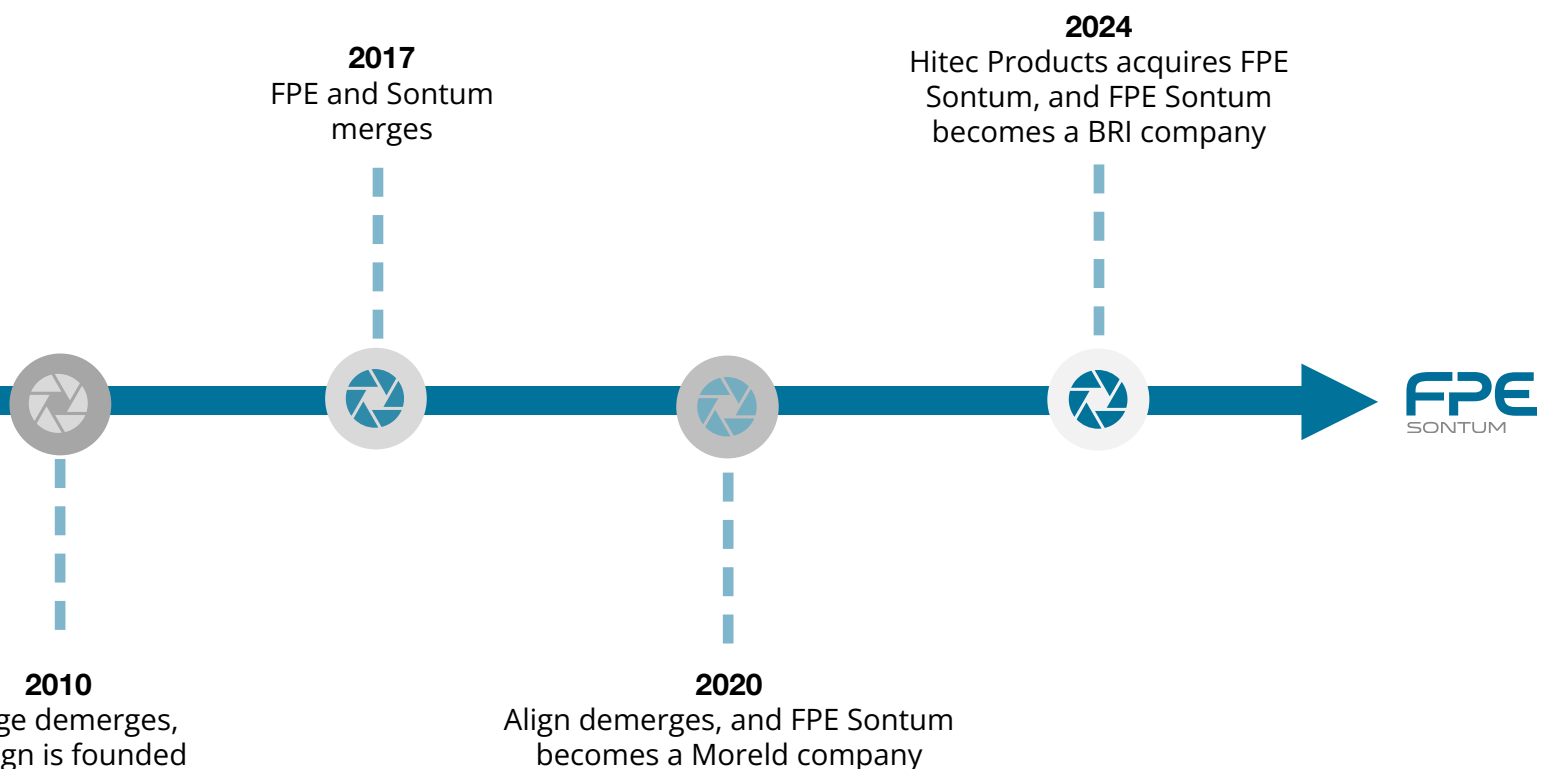 2017
FPE and Sontum
merges
2024
Hitec Products acquires FPE
Sontum, and FPE Sontum
becomes a BRI company
FPE
SONTUM
2010
demerges,
is founded
2020
Align demerges, and FPE Sontum
becomes a Moreld company